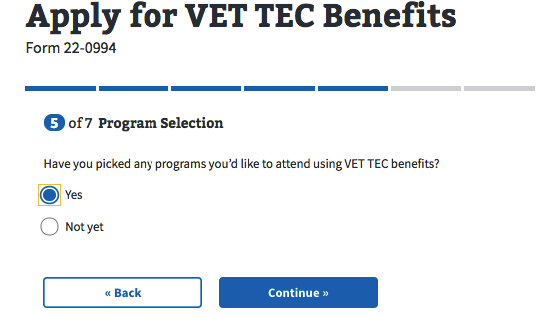 Apply for VET TEC Benefits
Form 22-0994
5 of 7 Program Selection
Have you picked any programs you'd like to attend using VET TEC benefits?
Yes
Not yet
« Back
Continue »